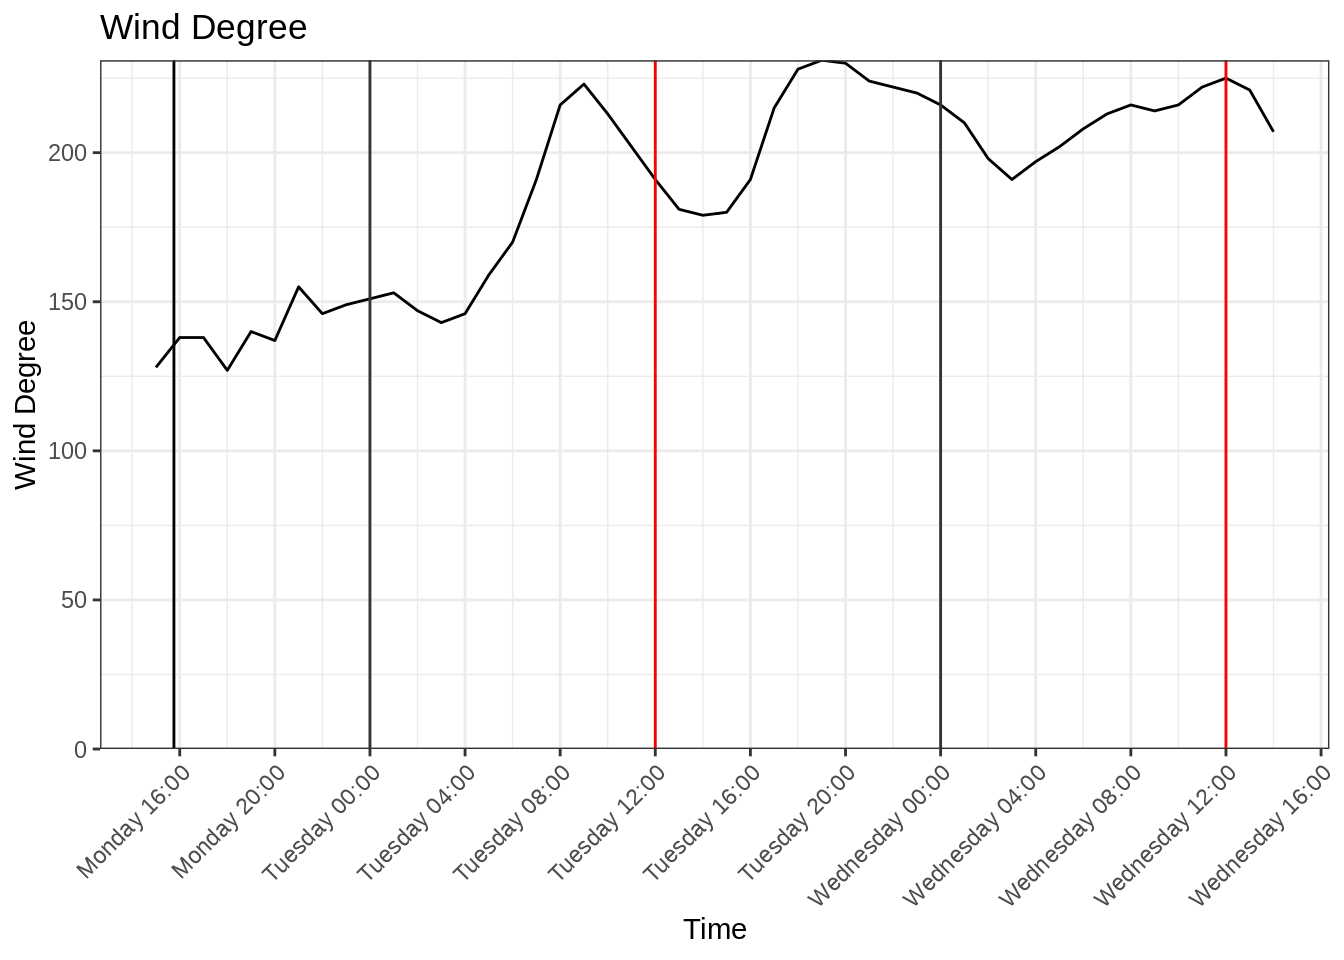 Wind Degree
Wind Degree
200
150
100
50
0
Monday 16:00
Monday 20:00
Tuesday 00:00
Tuesday 04:00
Tuesday 08:00
Tuesday 12:00
Tuesday 16:00
Tuesday 20:00
Wednesday 00:00
Wednesday 04:00
Wednesday 08:00
Wednesday 12:00
Wednesday 16:00
Time